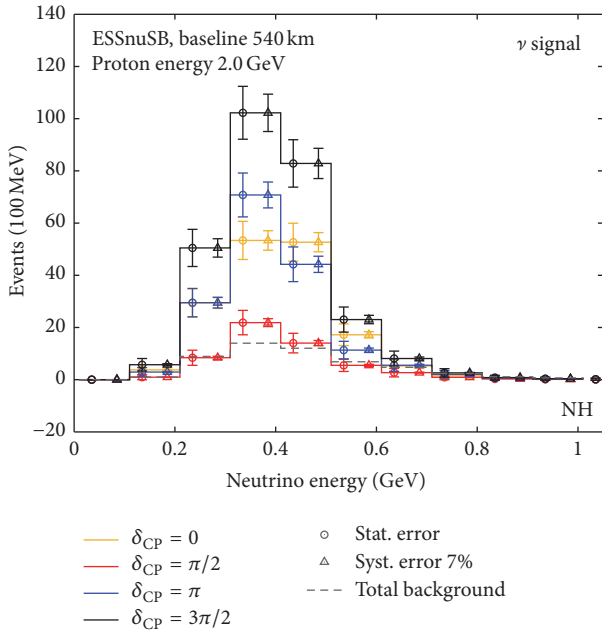 ESSnuSB, baseline 540 km
Proton energy 2.0 GeV
ν signal
140
120
100
80
60
40
20
0
−20
Events (100 MeV)
NH
0
0.2
0.4
0.6
0.8
1
Neutrino energy (GeV)
δCP = 0
δCP = π/2
δCP = π
δCP = 3π/2
Stat. error
Syst. error 7%
Total background